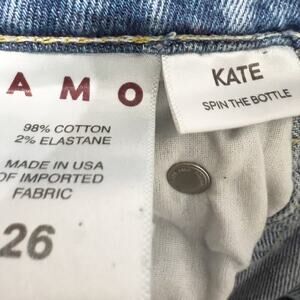 AMO
98% COTTON
2% ELASTANE
MADE IN USA
OF IMPORTED
FABRIC
26
KATE
SPIN THE BOTTLE